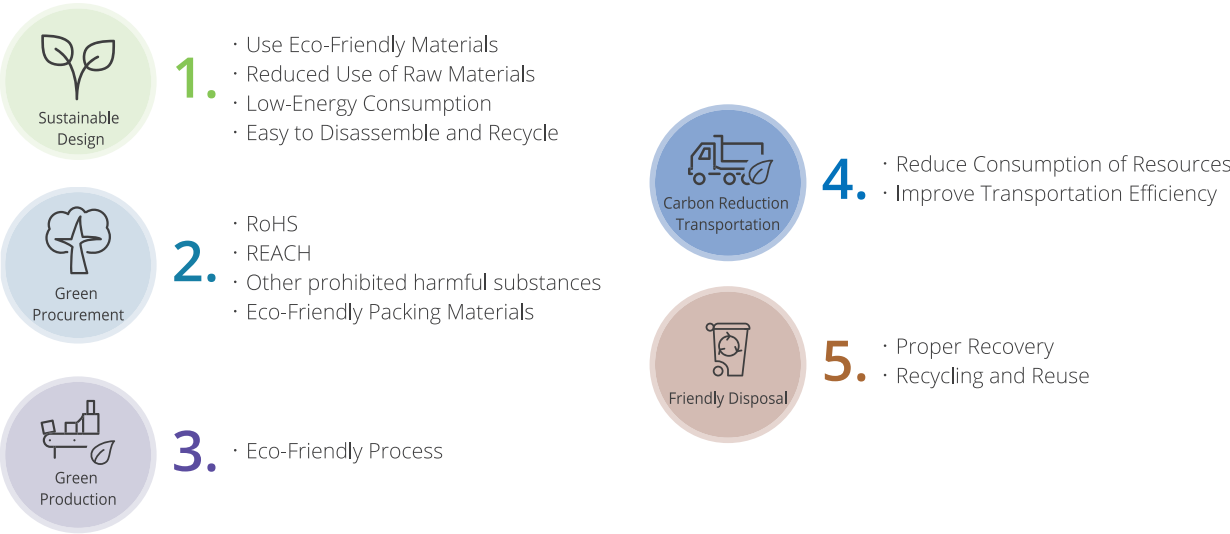 Sustainable
Design
1.
· Use Eco-Friendly Materials
· Reduced Use of Raw Materials
· Low-Energy Consumption
· Easy to Disassemble and Recycle
Green
Procurement
2.
· RoHS
· REACH
· Other prohibited harmful substances
· Eco-Friendly Packing Materials
Green
Production
3.
· Eco-Friendly Process
Carbon Reduction
Transportation
4.
· Reduce Consumption of Resources
· Improve Transportation Efficiency
Friendly Disposal
5.
· Proper Recovery
· Recycling and Reuse